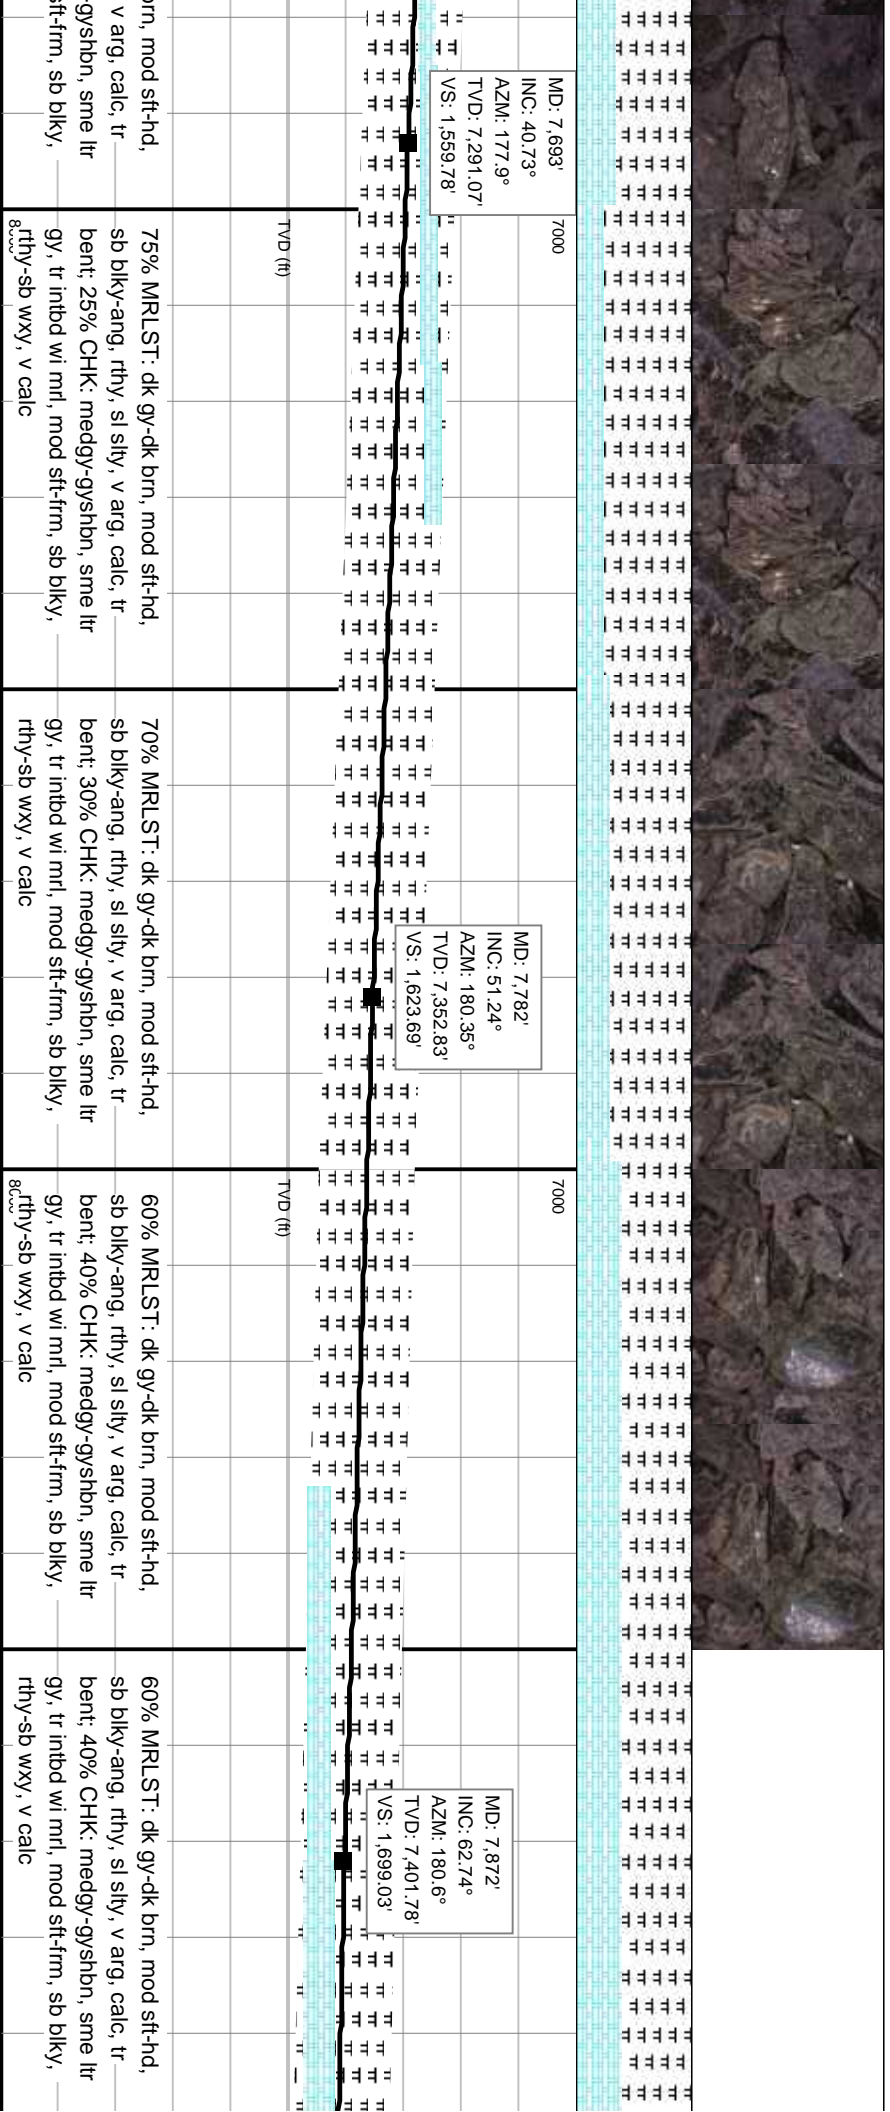 orn, mod sft-hd,
v arg, calc, tr
-gyshbn, sme ltr
sft-frm, sb blky,
MD: 7,693'
INC: 40.73°
AZM: 177.9°
TVD: 7,291.07'
VS: 1,559.78'
7000
TVD (ft)
75% MRLST: dk gy-dk brn, mod sft-hd,
sb blky-ang, rthy, sl slty, v arg, calc, tr
bent; 25% CHK: medgy-gyshbn, sme ltr
gy, tr intbd wi mrl, mod sft-frm, sb blky,
rthy-sb wxy, v calc
70% MRLST: dk gy-dk brn, mod sft-hd,
sb blky-ang, rthy, sl slty, v arg, calc, tr
bent; 30% CHK: medgy-gyshbn, sme ltr
gy, tr intbd wi mrl, mod sft-frm, sb blky,
rthy-sb wxy, v calc
MD: 7,782'
INC: 51.24°
AZM: 180.35°
TVD: 7,352.83'
VS: 1,623.69'
7000
TVD (ft)
60% MRLST: dk gy-dk brn, mod sft-hd,
sb blky-ang, rthy, sl slty, v arg, calc, tr
bent; 40% CHK: medgy-gyshbn, sme ltr
gy, tr intbd wi mrl, mod sft-frm, sb blky,
rthy-sb wxy, v calc
60% MRLST: dk gy-dk brn, mod sft-hd,
sb blky-ang, rthy, sl slty, v arg, calc, tr
bent; 40% CHK: medgy-gyshbn, sme ltr
gy, tr intbd wi mrl, mod sft-frm, sb blky,
rthy-sb wxy, v calc
MD: 7,872'
INC: 62.74°
AZM: 180.6°
TVD: 7,401.78'
VS: 1,699.03'